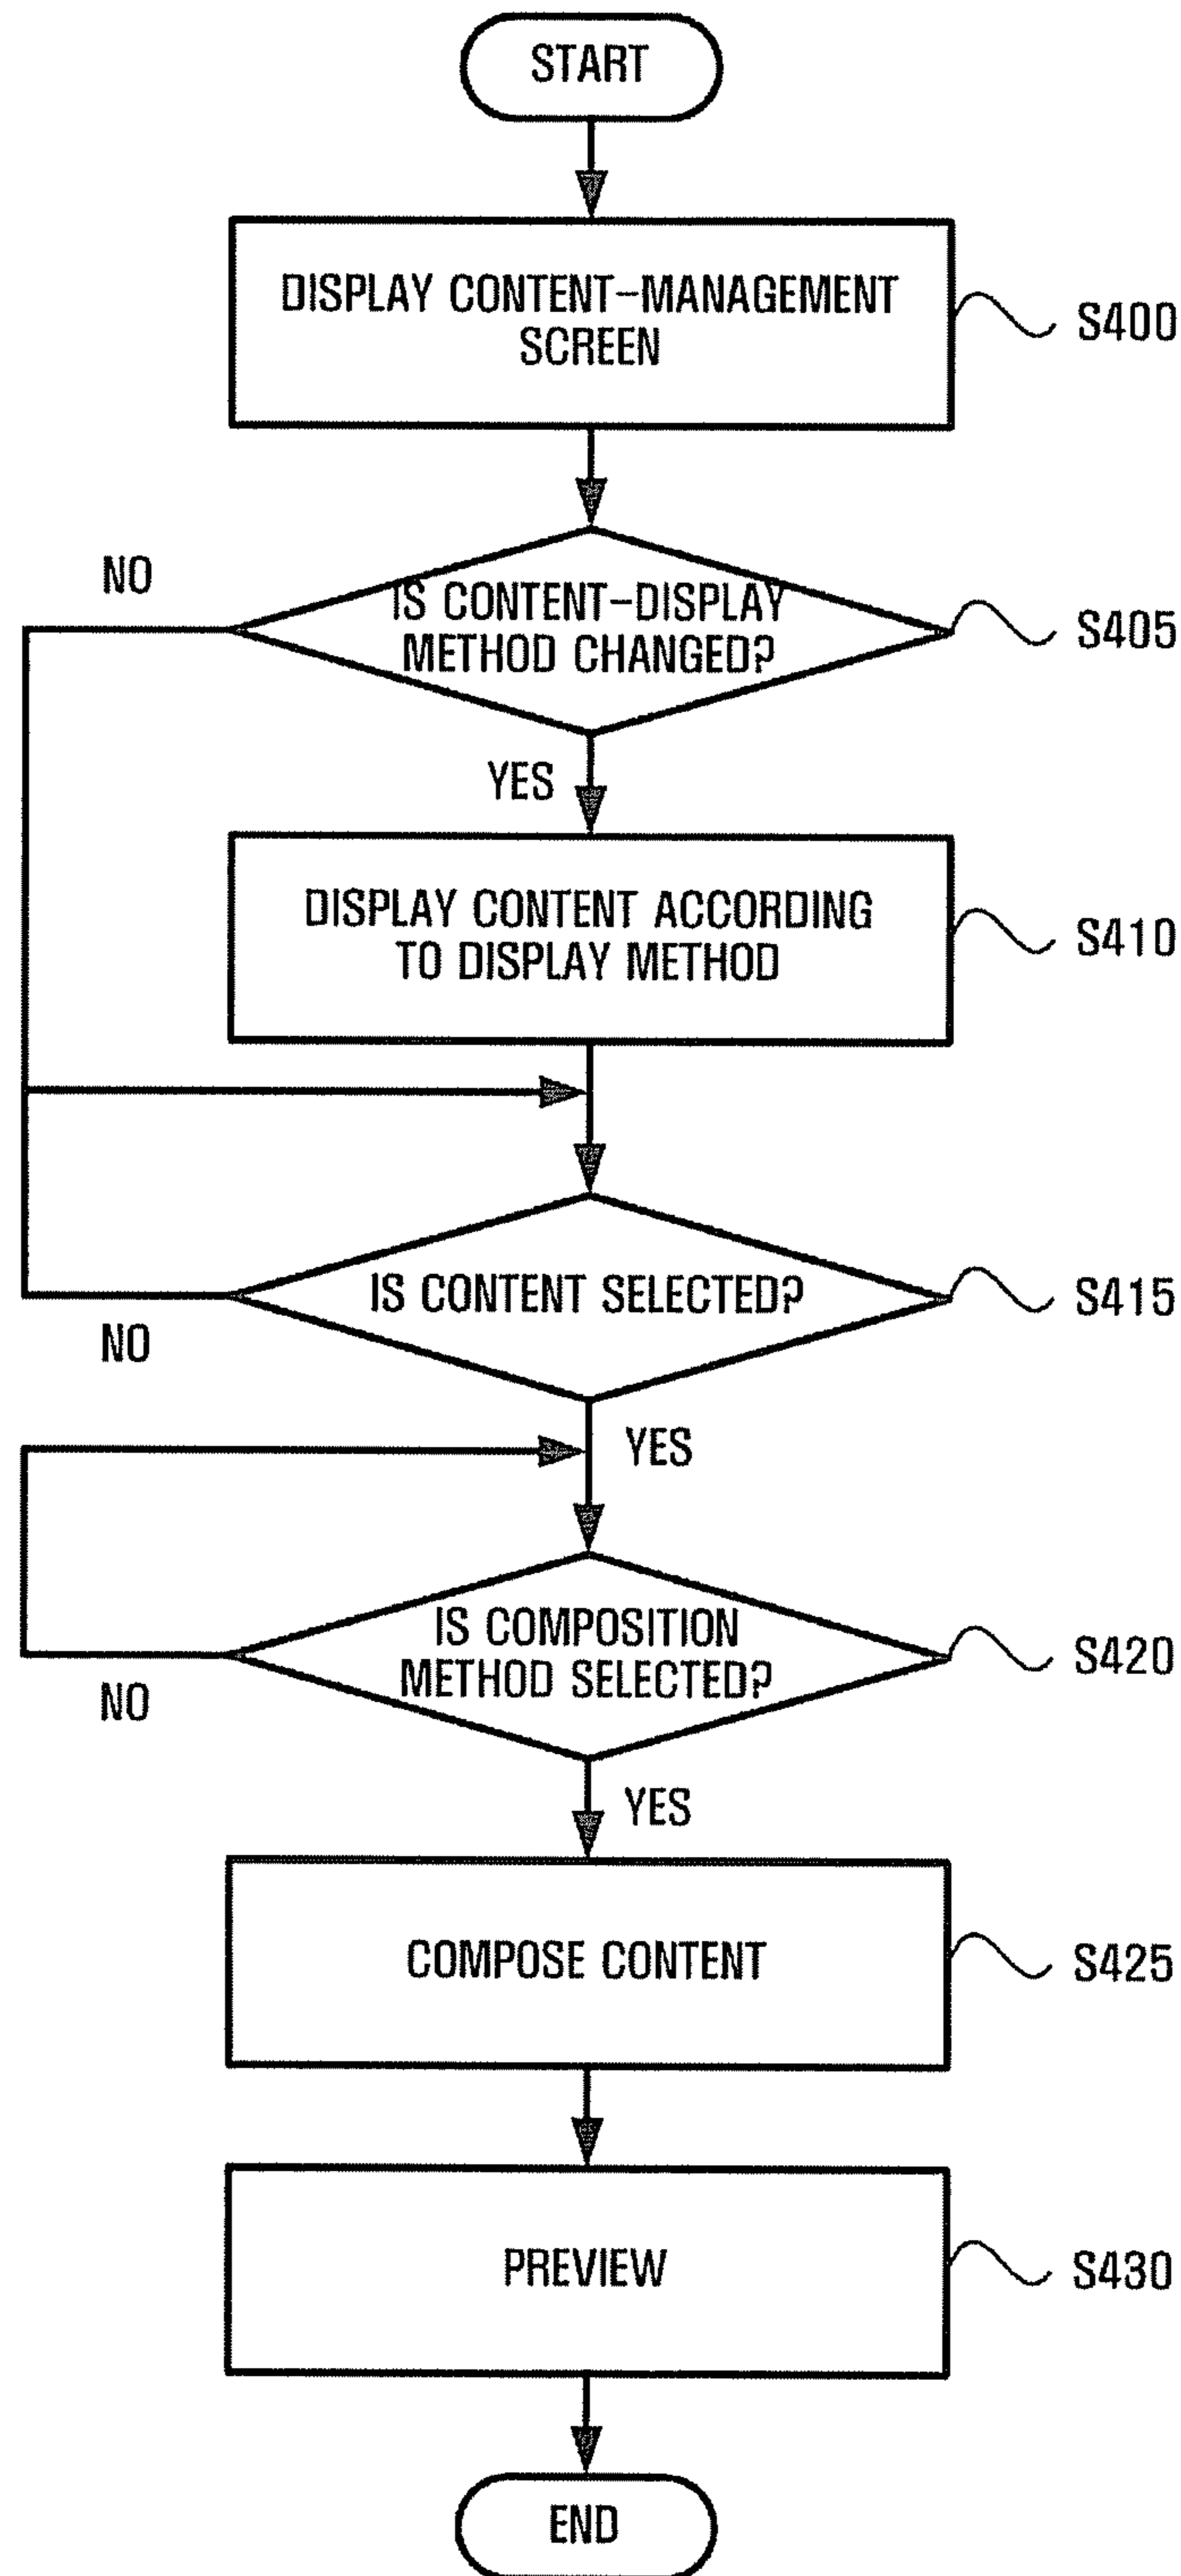 START
DISPLAY CONTENT-MANAGEMENT
SCREEN
S400
NO
IS CONTENT-DISPLAY
METHOD CHANGED?
S405
YES
DISPLAY CONTENT ACCORDING
TO DISPLAY METHOD
S410
IS CONTENT SELECTED?
S415
NO
YES
IS COMPOSITION
METHOD SELECTED?
S420
NO
YES
COMPOSE CONTENT
S425
PREVIEW
S430
END